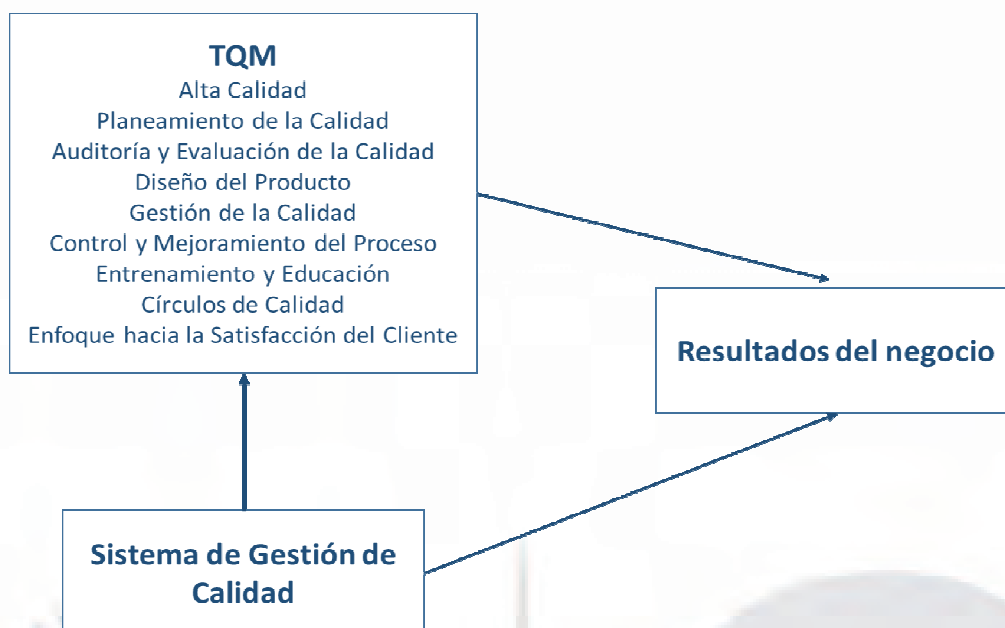 TQM
Alta Calidad
Planeamiento de la Calidad
Auditoría y Evaluación de la Calidad
Diseño del Producto
Gestión de la Calidad
Control y Mejoramiento del Proceso
Entrenamiento y Educación
Círculos de Calidad
Enfoque hacia la Satisfacción del Cliente
Resultados del negocio
Sistema de Gestión de
Calidad